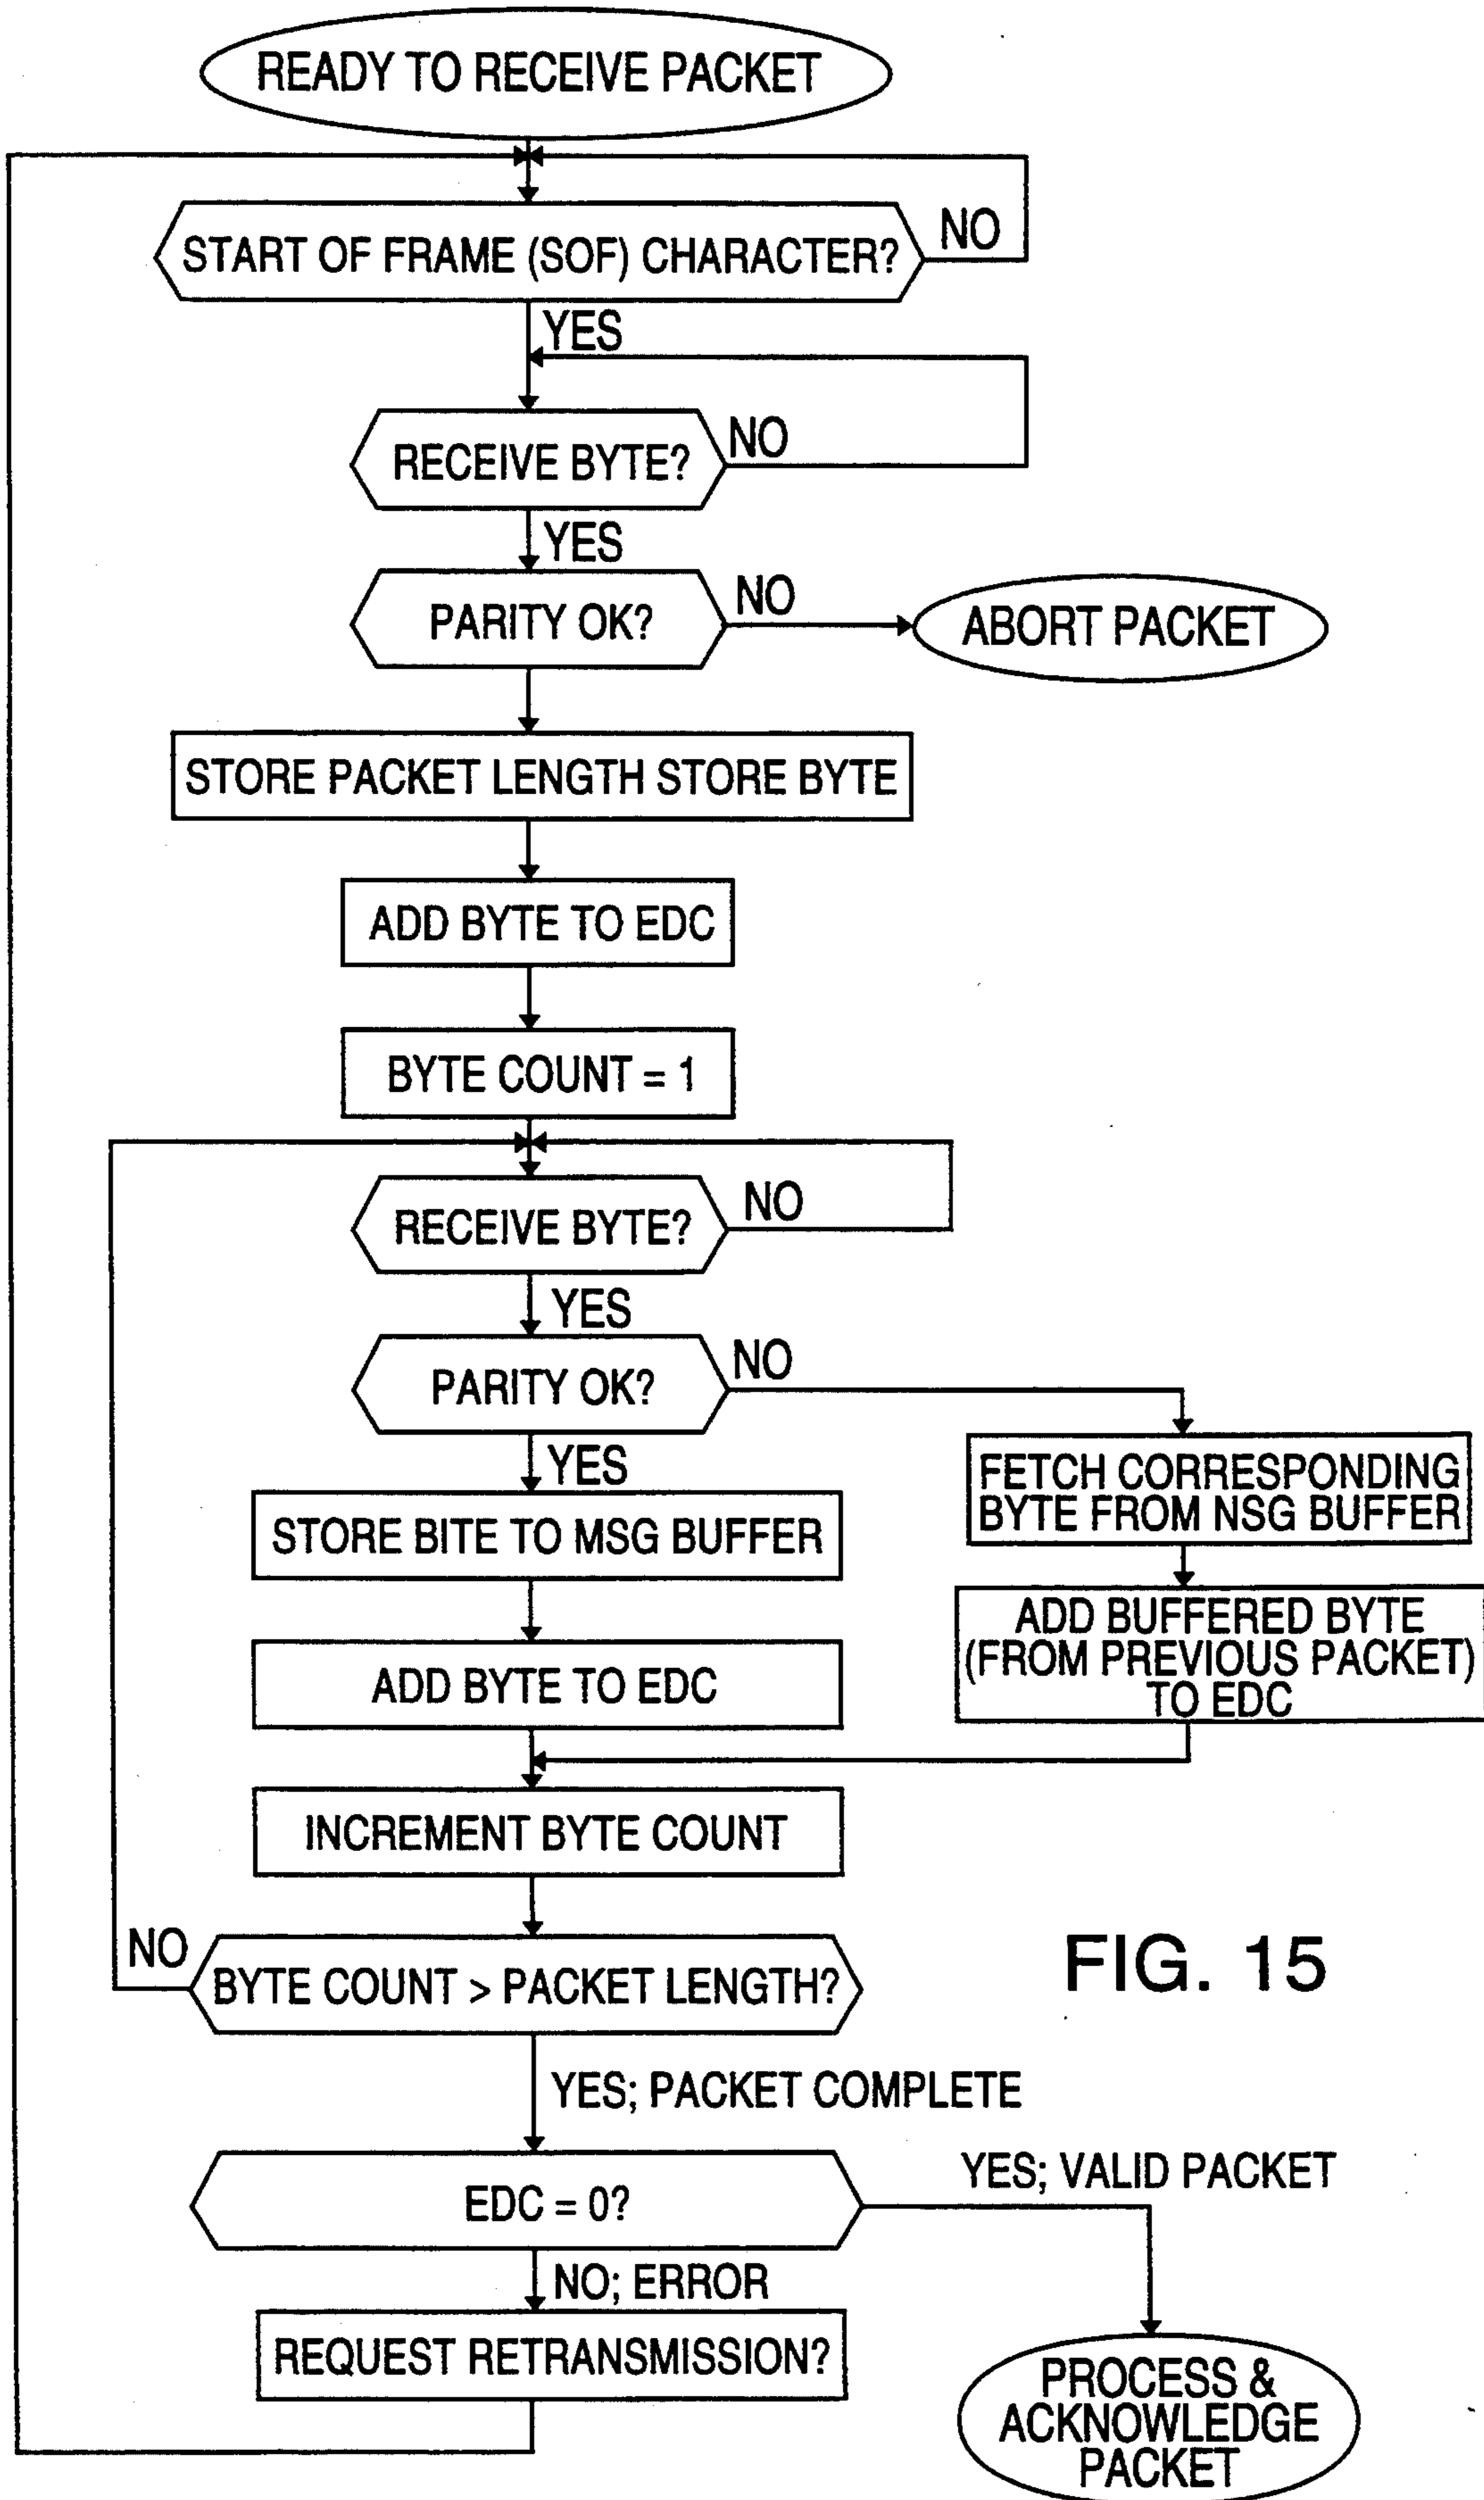 READY TO RECEIVE PACKET
START OF FRAME (SOF) CHARACTER?
NO
YES
RECEIVE BYTE?
NO
YES
PARITY OK?
NO
ABORT PACKET
STORE PACKET LENGTH STORE BYTE
ADD BYTE TO EDC
BYTE COUNT = 1
RECEIVE BYTE?
NO
YES
PARITY OK?
NO
YES
FETCH CORRESPONDING
BYTE FROM NSG BUFFER
STORE BITE TO MSG BUFFER
ADD BUFFERED BYTE
(FROM PREVIOUS PACKET)
TO EDC
ADD BYTE TO EDC
INCREMENT BYTE COUNT
NO
BYTE COUNT > PACKET LENGTH?
FIG. 15
YES; PACKET COMPLETE
EDC = 0?
YES; VALID PACKET
NO; ERROR
REQUEST RETRANSMISSION?
PROCESS &
ACKNOWLEDGE
PACKET